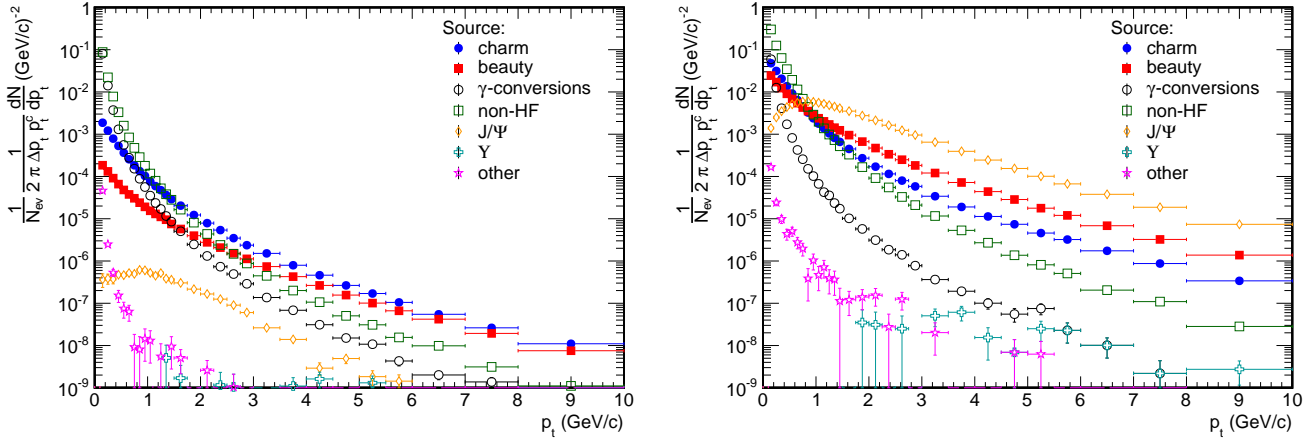 1/N_ev 1/(2 π Δp_t p_t^c) dN/dp_t (GeV/c)^-2
10^-1
10^-2
10^-3
10^-4
10^-5
10^-6
10^-7
10^-8
10^-9
Source:
charm
beauty
γ-conversions
non-HF
J/Ψ
Υ
other
0 1 2 3 4 5 6 7 8 9 10
p_t (GeV/c)
1/N_ev 1/(2 π Δp_t p_t^c) dN/dp_t (GeV/c)^-2
10^-1
10^-2
10^-3
10^-4
10^-5
10^-6
10^-7
10^-8
10^-9
Source:
charm
beauty
γ-conversions
non-HF
J/Ψ
Υ
other
0 1 2 3 4 5 6 7 8 9 10
p_t (GeV/c)